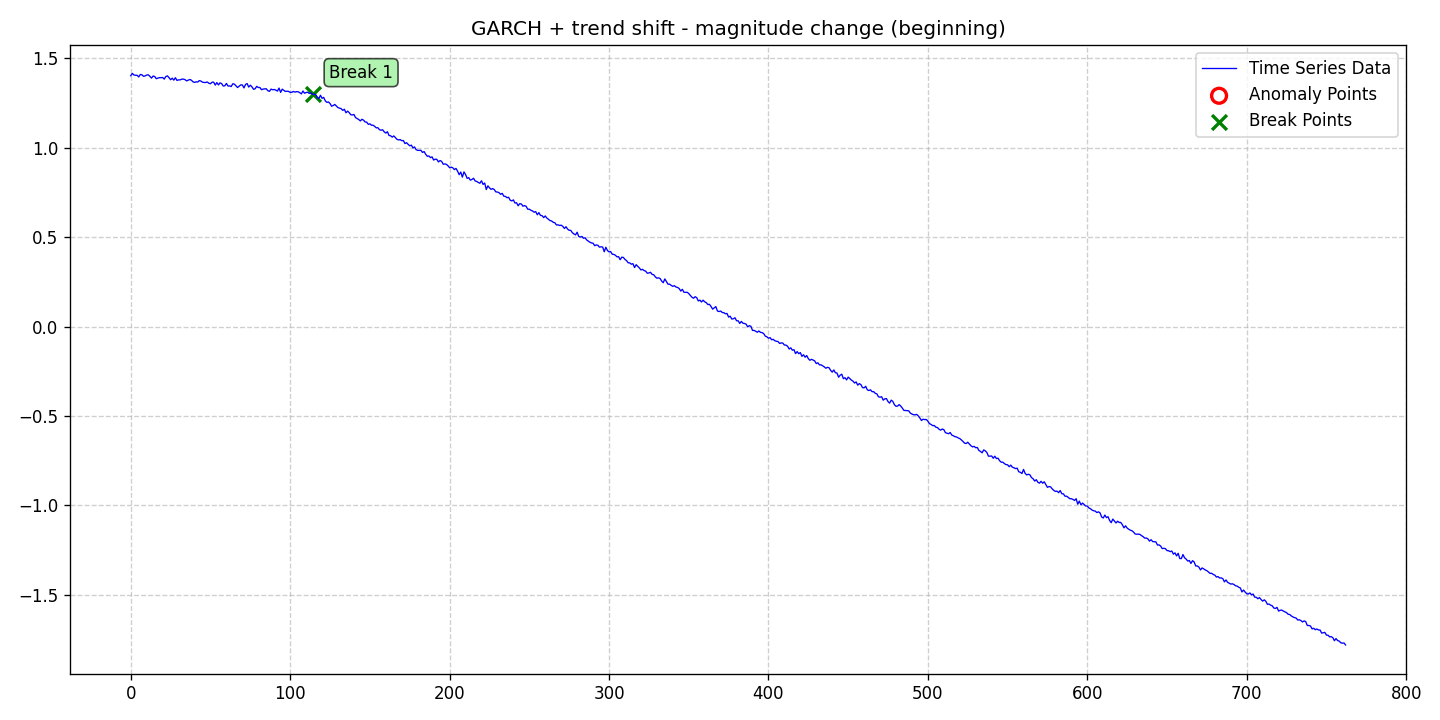 GARCH + trend shift - magnitude change (beginning)
1.5
1.0
0.5
0.0
−0.5
−1.0
−1.5
Break 1
Time Series Data
Anomaly Points
Break Points
0 100 200 300 400 500 600 700 800